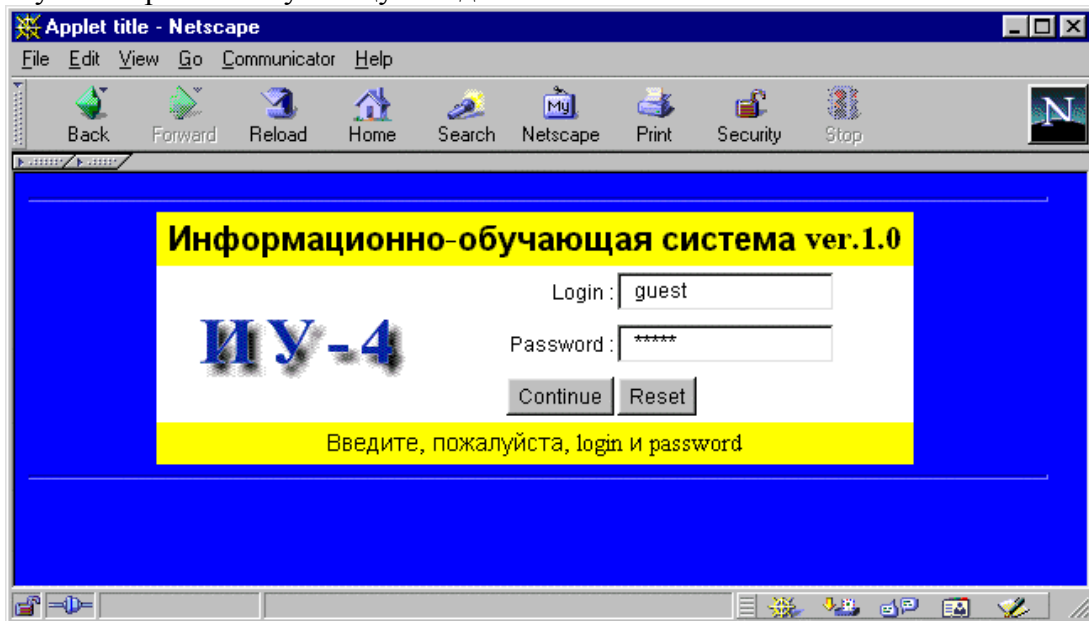 Applet title - Netscape
File Edit View Go Communicator Help
My N
Back Forward Reload Home Search Netscape Print Security Stop
Информационно-обучающая система ver.1.0
Login : guest
ИУ-4
Password : *****
Continue Reset
Введите, пожалуйста, login и password